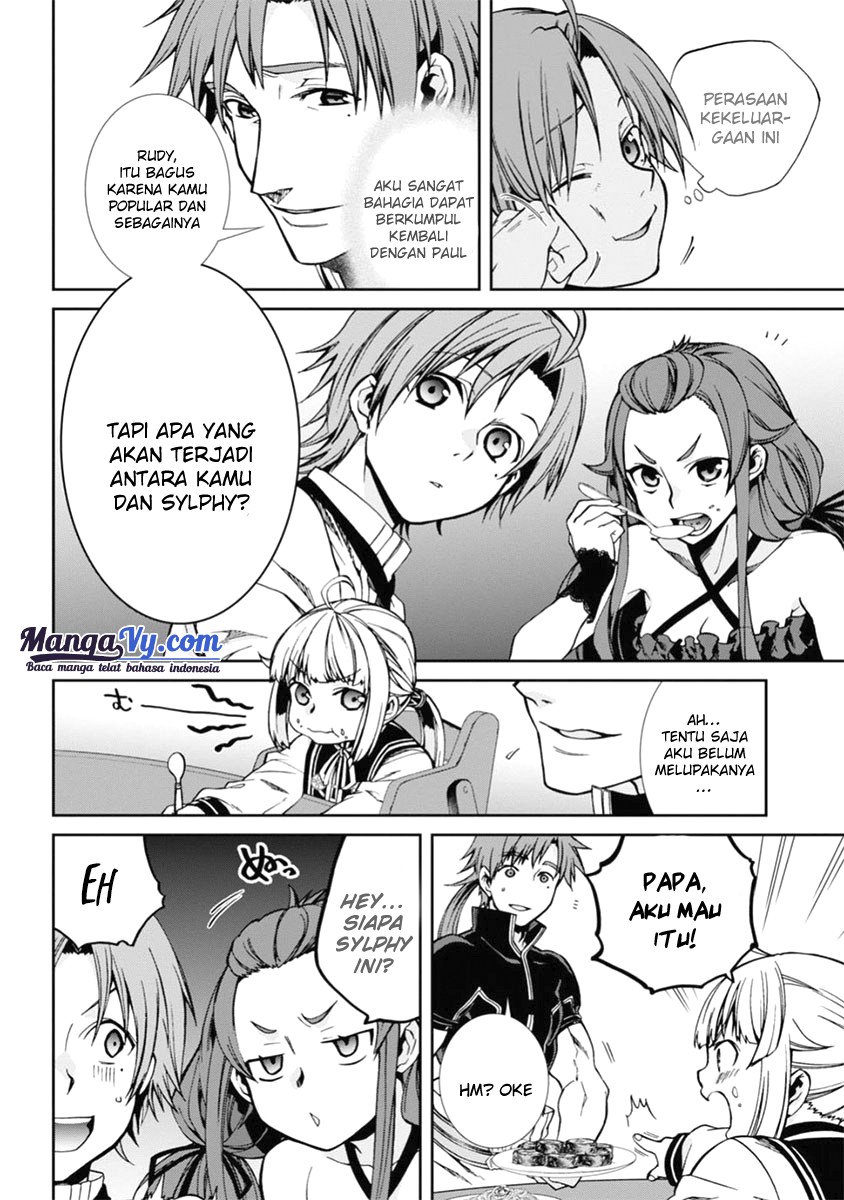 PERASAAN
KEKELUAR-
GAAN INI
AKU SANGAT
BAHAGIA DAPAT
BERKUMPUL
KEMBALI
DENGAN PAUL
RUDY,
ITU BAGUS
KARENA KAMU
POPULAR DAN
SEBAGAINYA
TAPI APA YANG
AKAN TERJADI
ANTARA KAMU
DAN SYLPHY?
MangaVy.com
Baca manga telat bahasa indonesia
AH...
TENTU SAJA
AKU BELUM
MELUPAKANYA
...
む
PAPA,
AKU MAU
ITU!
HM? OKE
HEY...
SIAPA
SYLPHY
INI?
ぬっ
EH